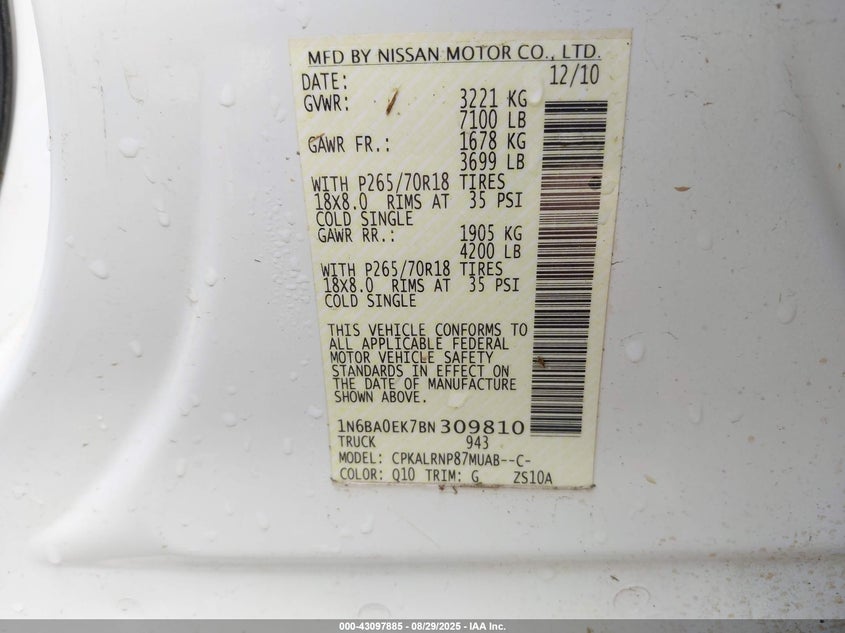 MFD BY NISSAN MOTOR CO., LTD.
DATE: 12/10
GVWR: 3221 KG
7100 LB
GAWR FR.: 1678 KG
3699 LB
WITH P265/70R18 TIRES
18X8.0 RIMS AT 35 PSI
COLD SINGLE
GAWR RR.: 1905 KG
4200 LB
WITH P265/70R18 TIRES
18X8.0 RIMS AT 35 PSI
COLD SINGLE
THIS VEHICLE CONFORMS TO
ALL APPLICABLE FEDERAL
MOTOR VEHICLE SAFETY
STANDARDS IN EFFECT ON
THE DATE OF MANUFACTURE
SHOWN ABOVE.
1N6BA0EK7BN309810
TRUCK 943
MODEL: CPKALRNP87MUAB--C-
COLOR: Q10 TRIM: G ZS10A
000-43097885 - 08/29/2025 - IAA Inc.